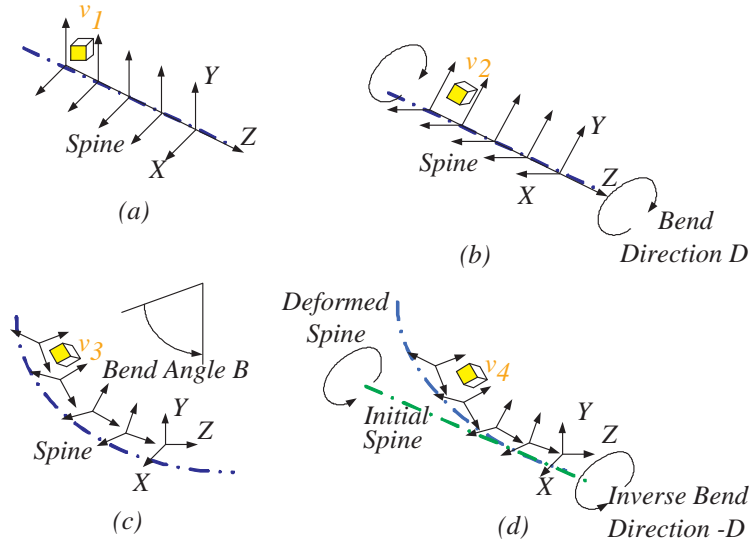 v1
Y
Z
Spine
X
(a)
v2
Y
Z
Spine
X
Bend
Direction D
(b)
v3
Bend Angle B
Y
Z
Spine
X
(c)
Deformed
Spine
v4
Initial
Spine
Y
Z
X
Inverse Bend
Direction -D
(d)